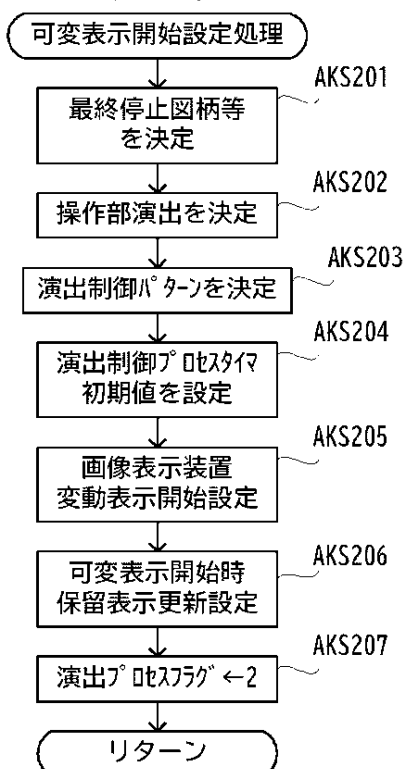 可変表示開始設定処理
AKS201
最終停止図柄等
を決定
AKS202
操作部演出を決定
AKS203
演出制御ﾊﾟﾀｰﾝを決定
AKS204
演出制御ﾌﾟﾛｾｽﾀｲﾏ
初期値を設定
AKS205
画像表示装置
変動表示開始設定
AKS206
可変表示開始時
保留表示更新設定
AKS207
演出ﾌﾟﾛｾｽﾌﾗｸﾞ←2
リターン